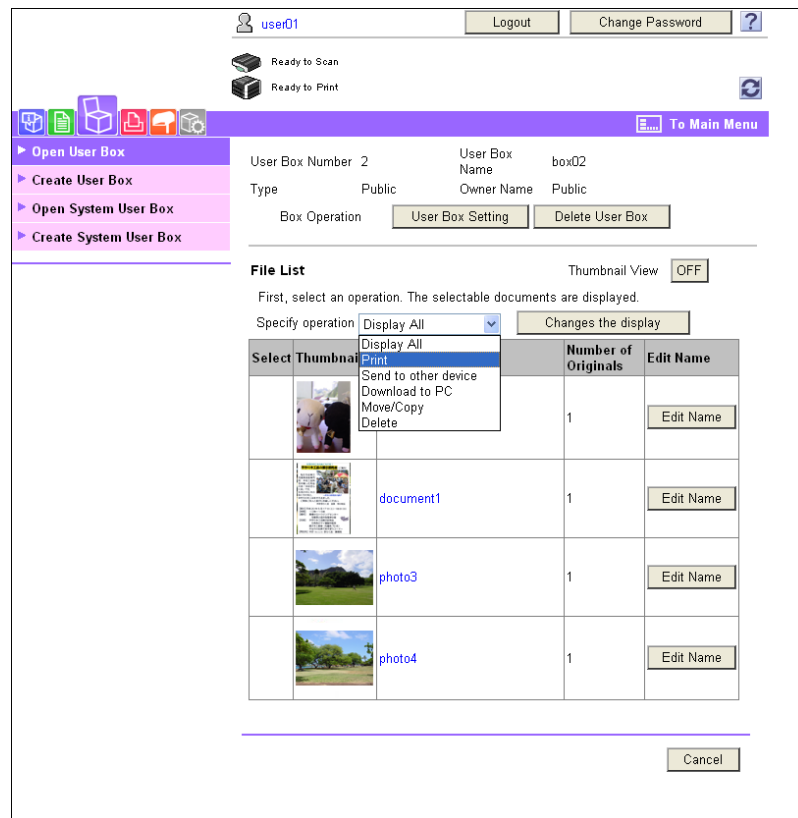 user01 Logout Change Password ?
Ready to Scan
Ready to Print
To Main Menu
Open User Box
Create User Box
Open System User Box
Create System User Box
User Box Number 2 User Box Name box02
Type Public Owner Name Public
Box Operation User Box Setting Delete User Box
File List Thumbnail View OFF
First, select an operation. The selectable documents are displayed.
Specify operation Display All Changes the display
Display All
Print
Send to other device
Download to PC
Move/Copy
Delete
Select Thumbnai Number of Originals Edit Name
1 Edit Name
document1 1 Edit Name
photo3 1 Edit Name
photo4 1 Edit Name
Cancel